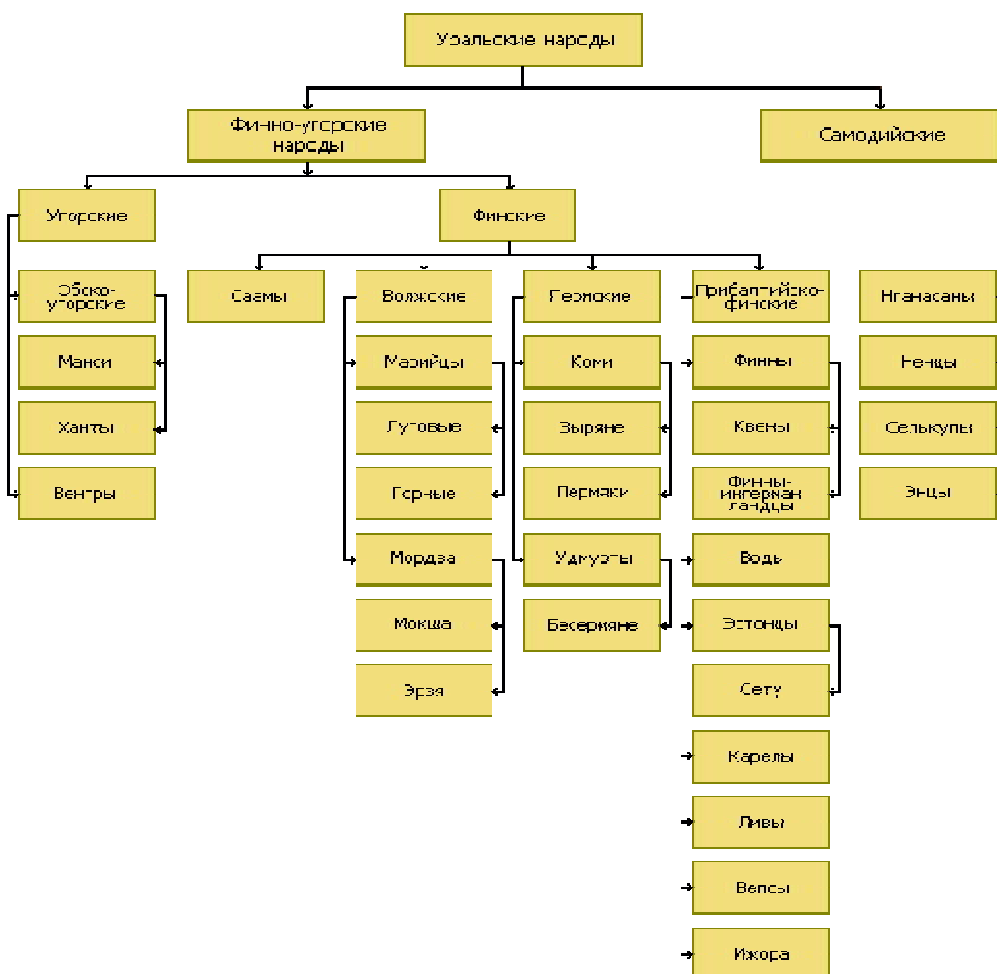 Уральские народы
Финно-угорские
народы
Самодийские
Угорские
Финские
Обско-
угорские
Саамы
Волжские
Пермские
Прибалтийско-
финские
Нганасаны
Манси
Марийцы
Коми
Финны
Ненцы
Ханты
Луговые
Зыряне
Квены
Селькупы
Венгры
Горные
Пермяки
Финны-
ингерман
ландцы
Энцы
Мордва
Удмурты
Водь
Мокша
Бесермяне
Эстонцы
Эрзя
Сету
Карелы
Ливы
Вепсы
Ижора